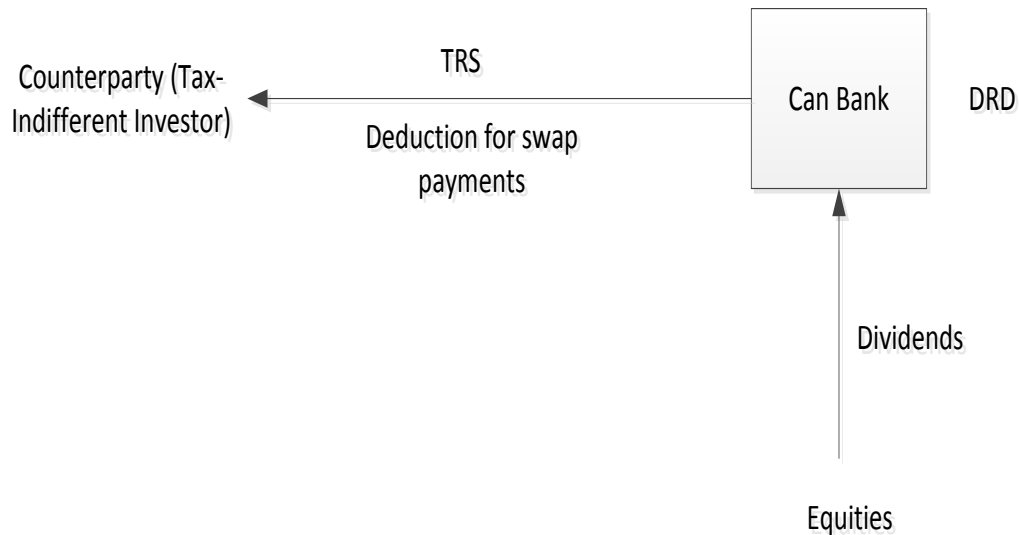 TRS
Counterparty (Tax-
Indifferent Investor)
Can Bank
DRD
Deduction for swap
payments
Dividends
Equities